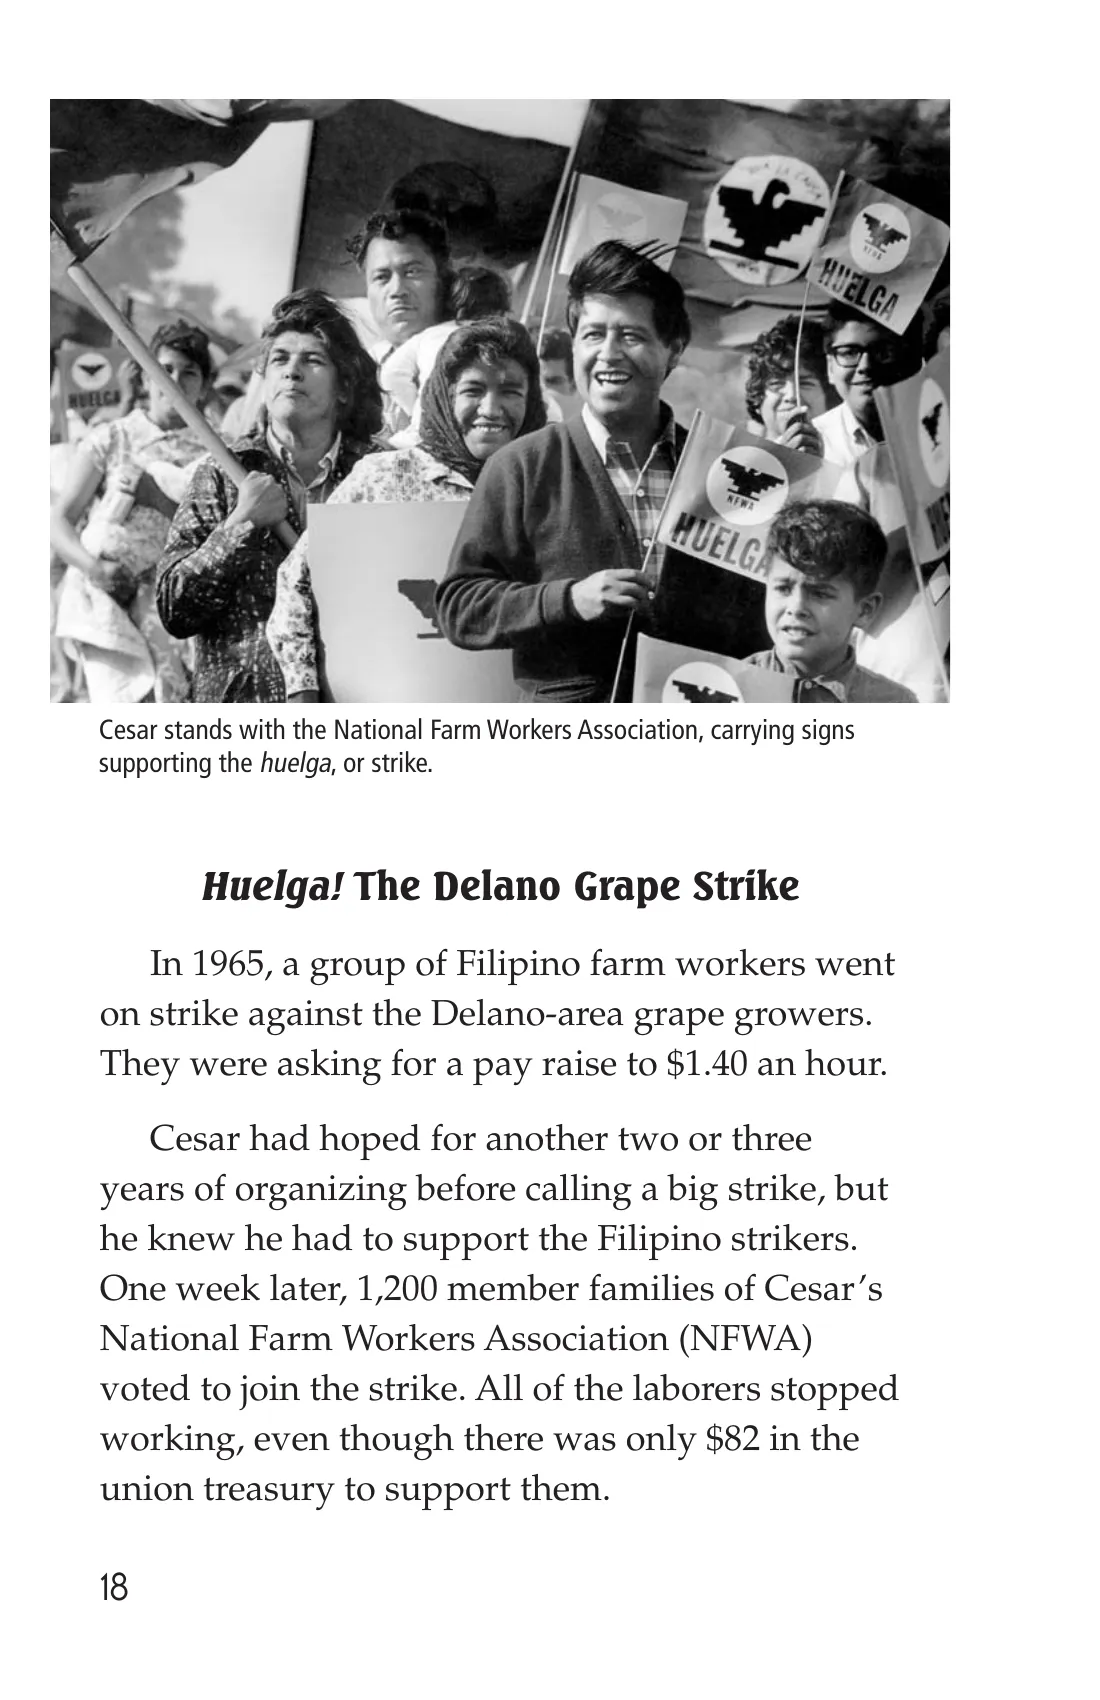 VIVA LA CAUSA
NFWA
HUELGA
HUELGA
NFWA
HUELGA
Cesar stands with the National Farm Workers Association, carrying signs
supporting the huelga, or strike.
Huelga! The Delano Grape Strike
In 1965, a group of Filipino farm workers went
on strike against the Delano-area grape growers.
They were asking for a pay raise to $1.40 an hour.
Cesar had hoped for another two or three
years of organizing before calling a big strike, but
he knew he had to support the Filipino strikers.
One week later, 1,200 member families of Cesar’s
National Farm Workers Association (NFWA)
voted to join the strike. All of the laborers stopped
working, even though there was only $82 in the
union treasury to support them.
18